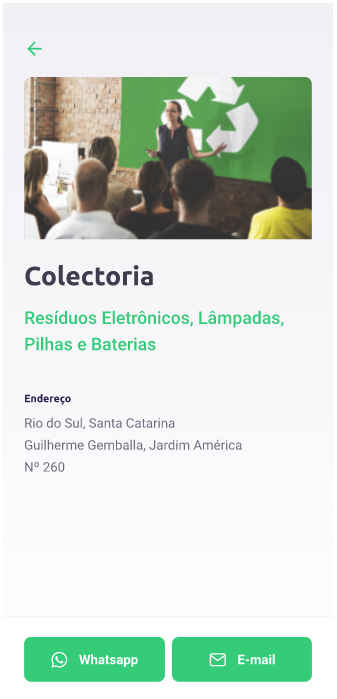 Colectoria
Resíduos Eletrônicos, Lâmpadas,
Pilhas e Baterias
Endereço
Rio do Sul, Santa Catarina
Guilherme Gemballa, Jardim América
Nº 260
Whatsapp
E-mail